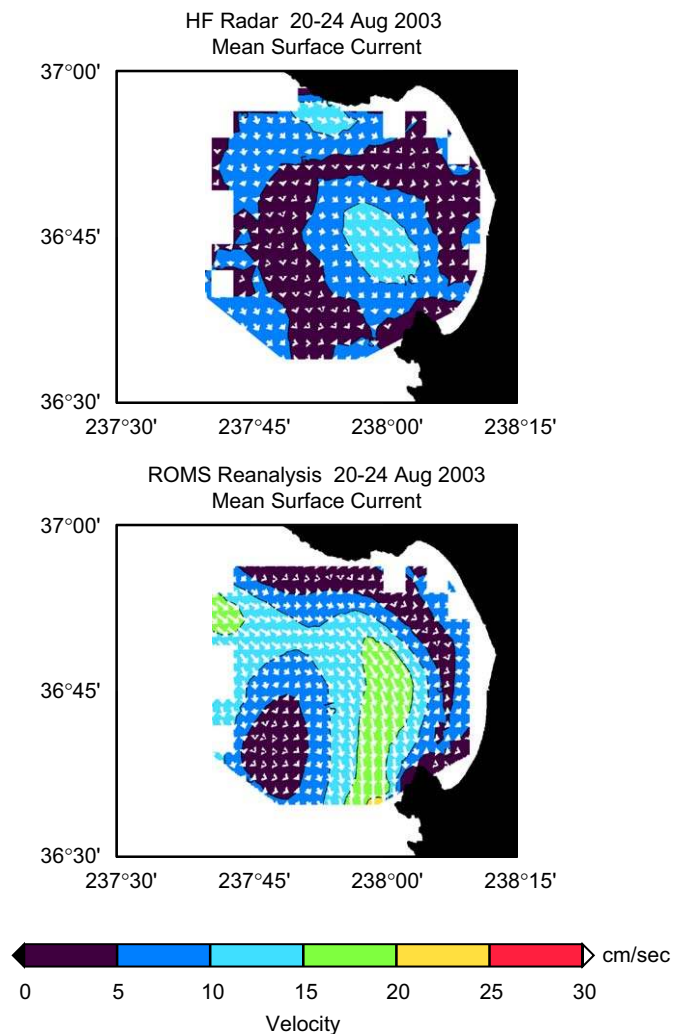 HF Radar 20-24 Aug 2003
Mean Surface Current
37°00'
36°45'
36°30'
237°30' 237°45' 238°00' 238°15'
ROMS Reanalysis 20-24 Aug 2003
Mean Surface Current
37°00'
36°45'
36°30'
237°30' 237°45' 238°00' 238°15'
cm/sec
0 5 10 15 20 25 30
Velocity